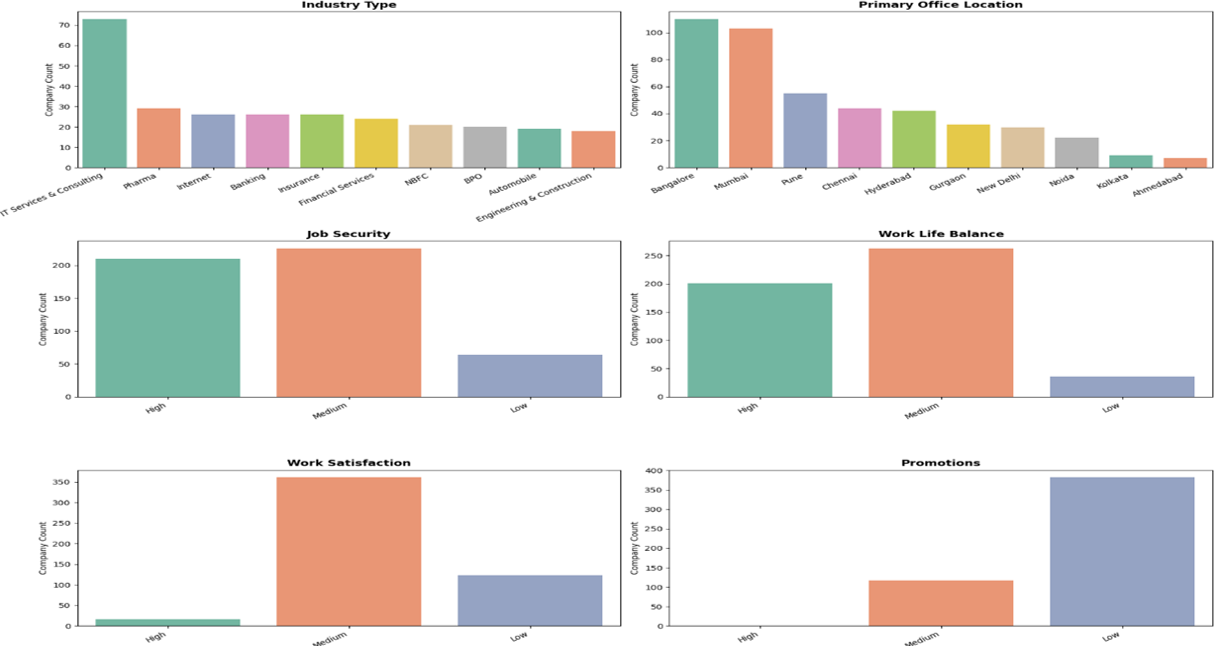 Industry Type
Company Count
70
60
50
40
30
20
10
0
IT Services & Consulting
Pharma
Internet
Banking
Insurance
Financial Services
NBFC
BPO
Automobile
Engineering & Construction
Primary Office Location
Company Count
100
80
60
40
20
0
Bangalore
Mumbai
Pune
Chennai
Hyderabad
Gurgaon
New Delhi
Noida
Kolkata
Ahmedabad
Job Security
Company Count
200
150
100
50
0
High
Medium
Low
Work Life Balance
Company Count
250
200
150
100
50
0
High
Medium
Low
Work Satisfaction
Company Count
350
300
250
200
150
100
50
0
High
Medium
Low
Promotions
Company Count
400
350
300
250
200
150
100
50
0
High
Medium
Low